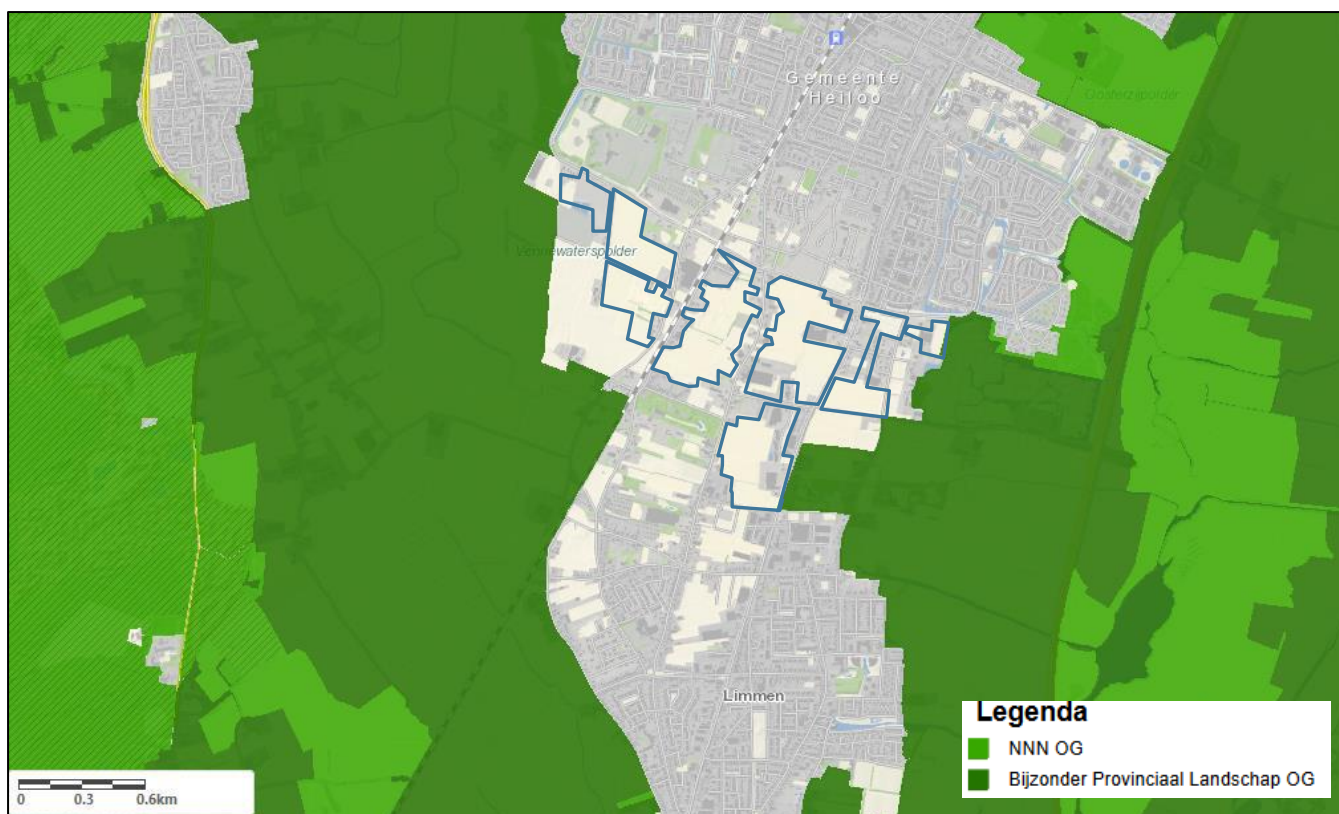 Gemeente
Heiloo
Oosterzijpolder
Vennewaterspolder
Limmen
Legenda
NNN OG
Bijzonder Provinciaal Landschap OG
0 0.3 0.6km